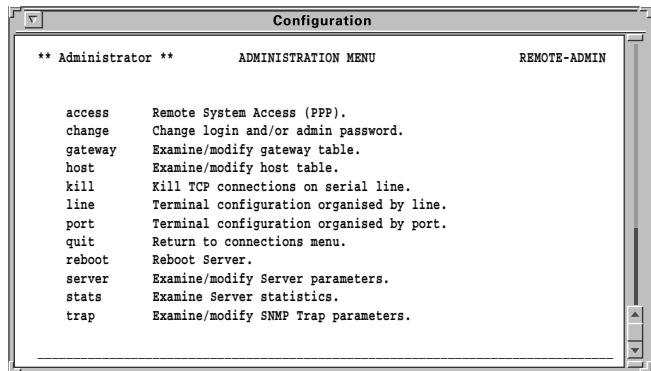 Configuration
** Administrator ** ADMINISTRATION MENU REMOTE-ADMIN
access Remote System Access (PPP).
change Change login and/or admin password.
gateway Examine/modify gateway table.
host Examine/modify host table.
kill Kill TCP connections on serial line.
line Terminal configuration organised by line.
port Terminal configuration organised by port.
quit Return to connections menu.
reboot Reboot Server.
server Examine/modify Server parameters.
stats Examine Server statistics.
trap Examine/modify SNMP Trap parameters.